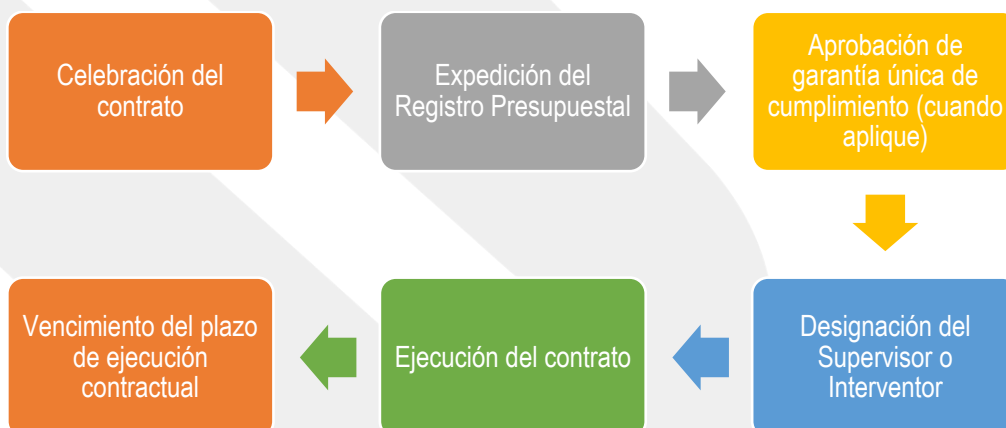 Celebración del
contrato
Expedición del
Registro Presupuestal
Aprobación de
garantía única de
cumplimiento (cuando
aplique)
Designación del
Supervisor o
Interventor
Ejecución del contrato
Vencimiento del plazo
de ejecución
contractual